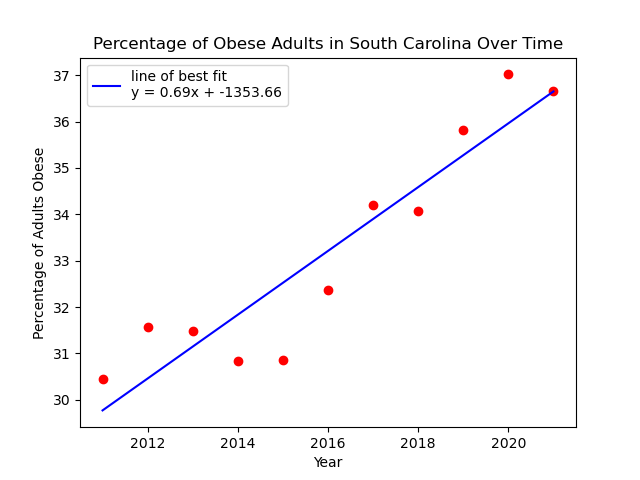 Percentage of Obese Adults in South Carolina Over Time
line of best fit
y = 0.69x + -1353.66
Percentage of Adults Obese
37
36
35
34
33
32
31
30
2012 2014 2016 2018 2020
Year